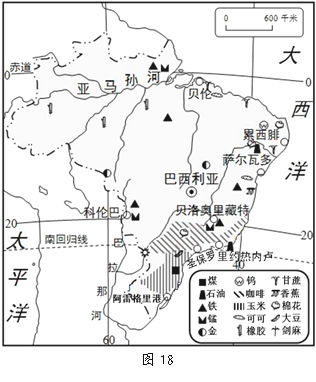 0 600 千米
赤道
0
亚马孙河
贝伦
0
大西洋
累西腓
萨尔瓦多
巴西利亚
科伦巴
贝洛奥里藏特
20
20
太平洋
南回归线
巴拉那河
圣保罗
里约热内卢
40
阿雷格里港
60
煤 钨 甘蔗
石油 咖啡 香蕉
铁 玉米 棉花
锰 可可 大豆
金 橡胶 剑麻
图 18